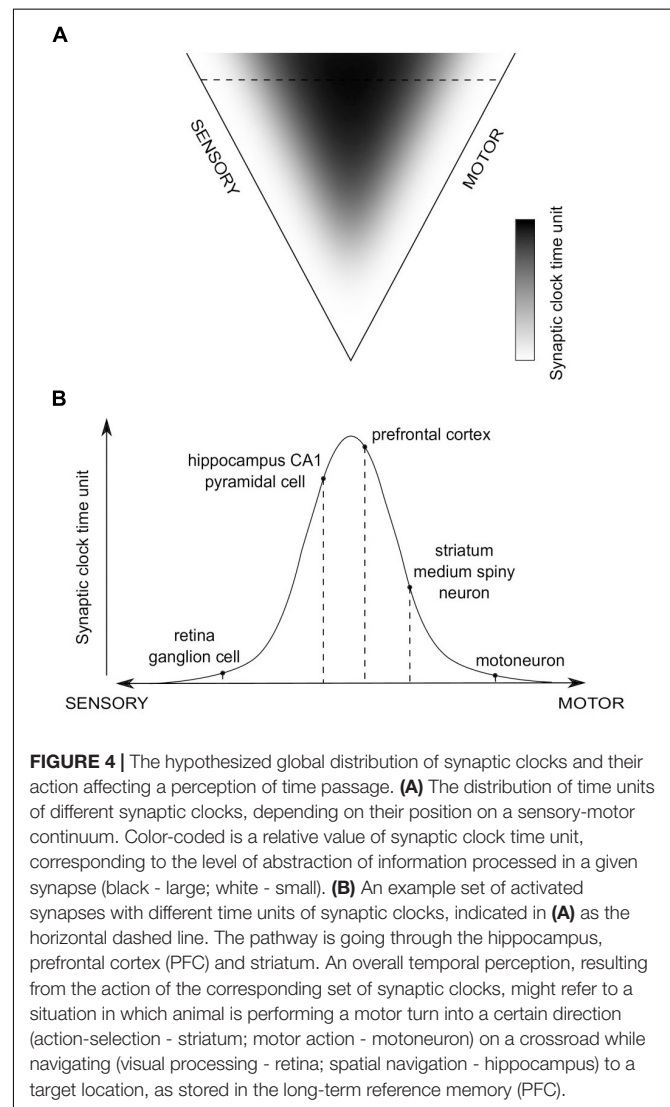 A
SENSORY
MOTOR
Synaptic clock time unit
B
Synaptic clock time unit
prefrontal cortex
hippocampus CA1
pyramidal cell
striatum
medium spiny
neuron
retina
ganglion cell
motoneuron
SENSORY
MOTOR
FIGURE 4 | The hypothesized global distribution of synaptic clocks and their
action affecting a perception of time passage. (A) The distribution of time units
of different synaptic clocks, depending on their position on a sensory-motor
continuum. Color-coded is a relative value of synaptic clock time unit,
corresponding to the level of abstraction of information processed in a given
synapse (black - large; white - small). (B) An example set of activated
synapses with different time units of synaptic clocks, indicated in (A) as the
horizontal dashed line. The pathway is going through the hippocampus,
prefrontal cortex (PFC) and striatum. An overall temporal perception, resulting
from the action of the corresponding set of synaptic clocks, might refer to a
situation in which animal is performing a motor turn into a certain direction
(action-selection - striatum; motor action - motoneuron) on a crossroad while
navigating (visual processing - retina; spatial navigation - hippocampus) to a
target location, as stored in the long-term reference memory (PFC).